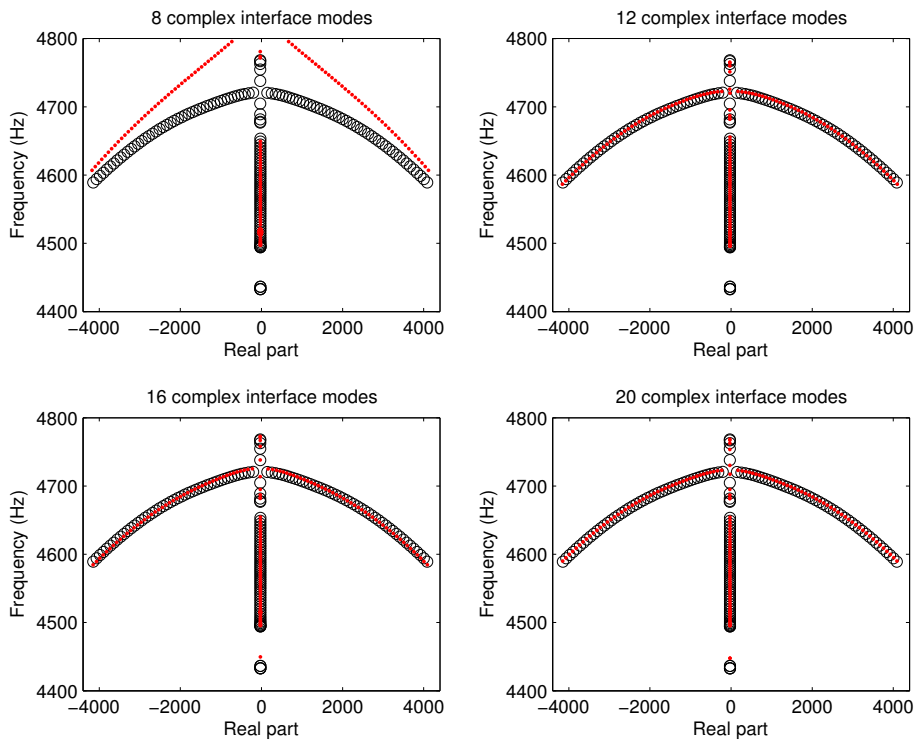 8 complex interface modes
4800
4700
4600
4500
4400
Frequency (Hz)
−4000 −2000 0 2000 4000
Real part
12 complex interface modes
4800
4700
4600
4500
4400
Frequency (Hz)
−4000 −2000 0 2000 4000
Real part
16 complex interface modes
4800
4700
4600
4500
4400
Frequency (Hz)
−4000 −2000 0 2000 4000
Real part
20 complex interface modes
4800
4700
4600
4500
4400
Frequency (Hz)
−4000 −2000 0 2000 4000
Real part